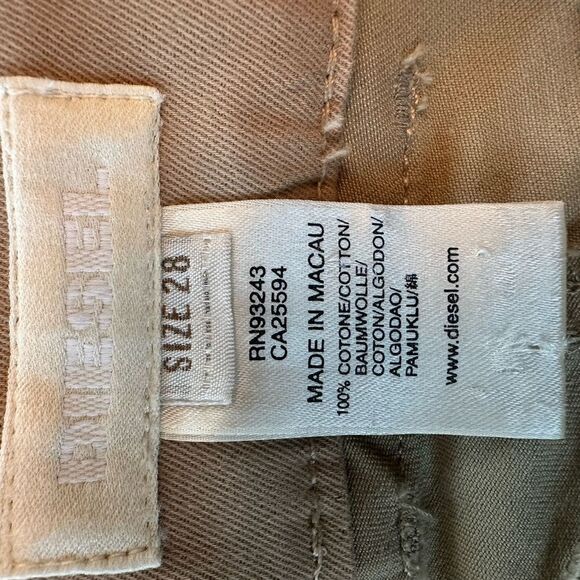 DIESEL
SIZE 28
RN93243
CA25594
MADE IN MACAU
100% COTONE/COTTON/
BAUMWOLLE/
COTON/ALGODON/
ALGODAO/
PAMUKLU/綿
www.diesel.com